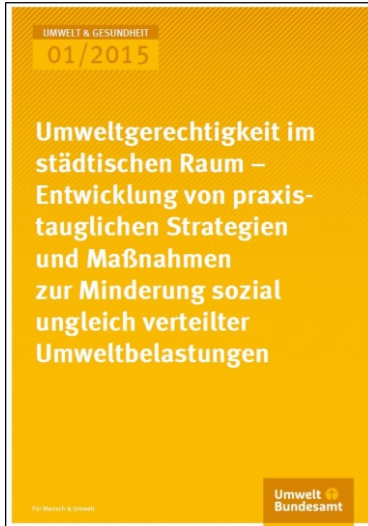 UMWELT & GESUNDHEIT
01/2015
Umweltgerechtigkeit im
städtischen Raum –
Entwicklung von praxis-
tauglichen Strategien
und Maßnahmen
zur Minderung sozial
ungleich verteilter
Umweltbelastungen
Für Mensch & Umwelt
Umwelt
Bundesamt